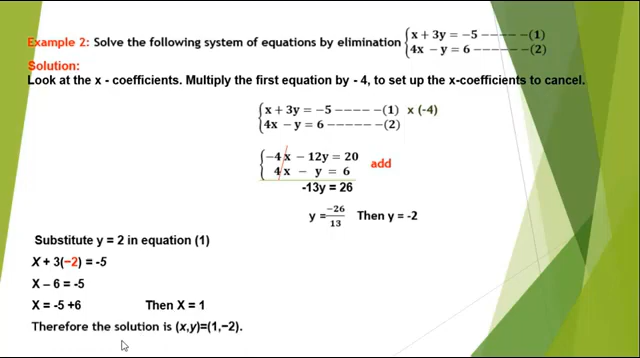 Example 2: Solve the following system of equations by elimination {x + 3y = −5 −−−− −(1)
{4x − y = 6 −−−−− −(2)
Solution:
Look at the x - coefficients. Multiply the first equation by - 4, to set up the x-coefficients to cancel.
{x + 3y = −5 −−−− −(1) x (-4)
{4x − y = 6 −−−−− −(2)
{−4x − 12y = 20
4x − y = 6 add
-13y = 26
y = −26/13 Then y = -2
Substitute y = 2 in equation (1)
X + 3(−2) = -5
X – 6 = -5
X = -5 +6 Then X = 1
Therefore the solution is (x,y)=(1,−2).